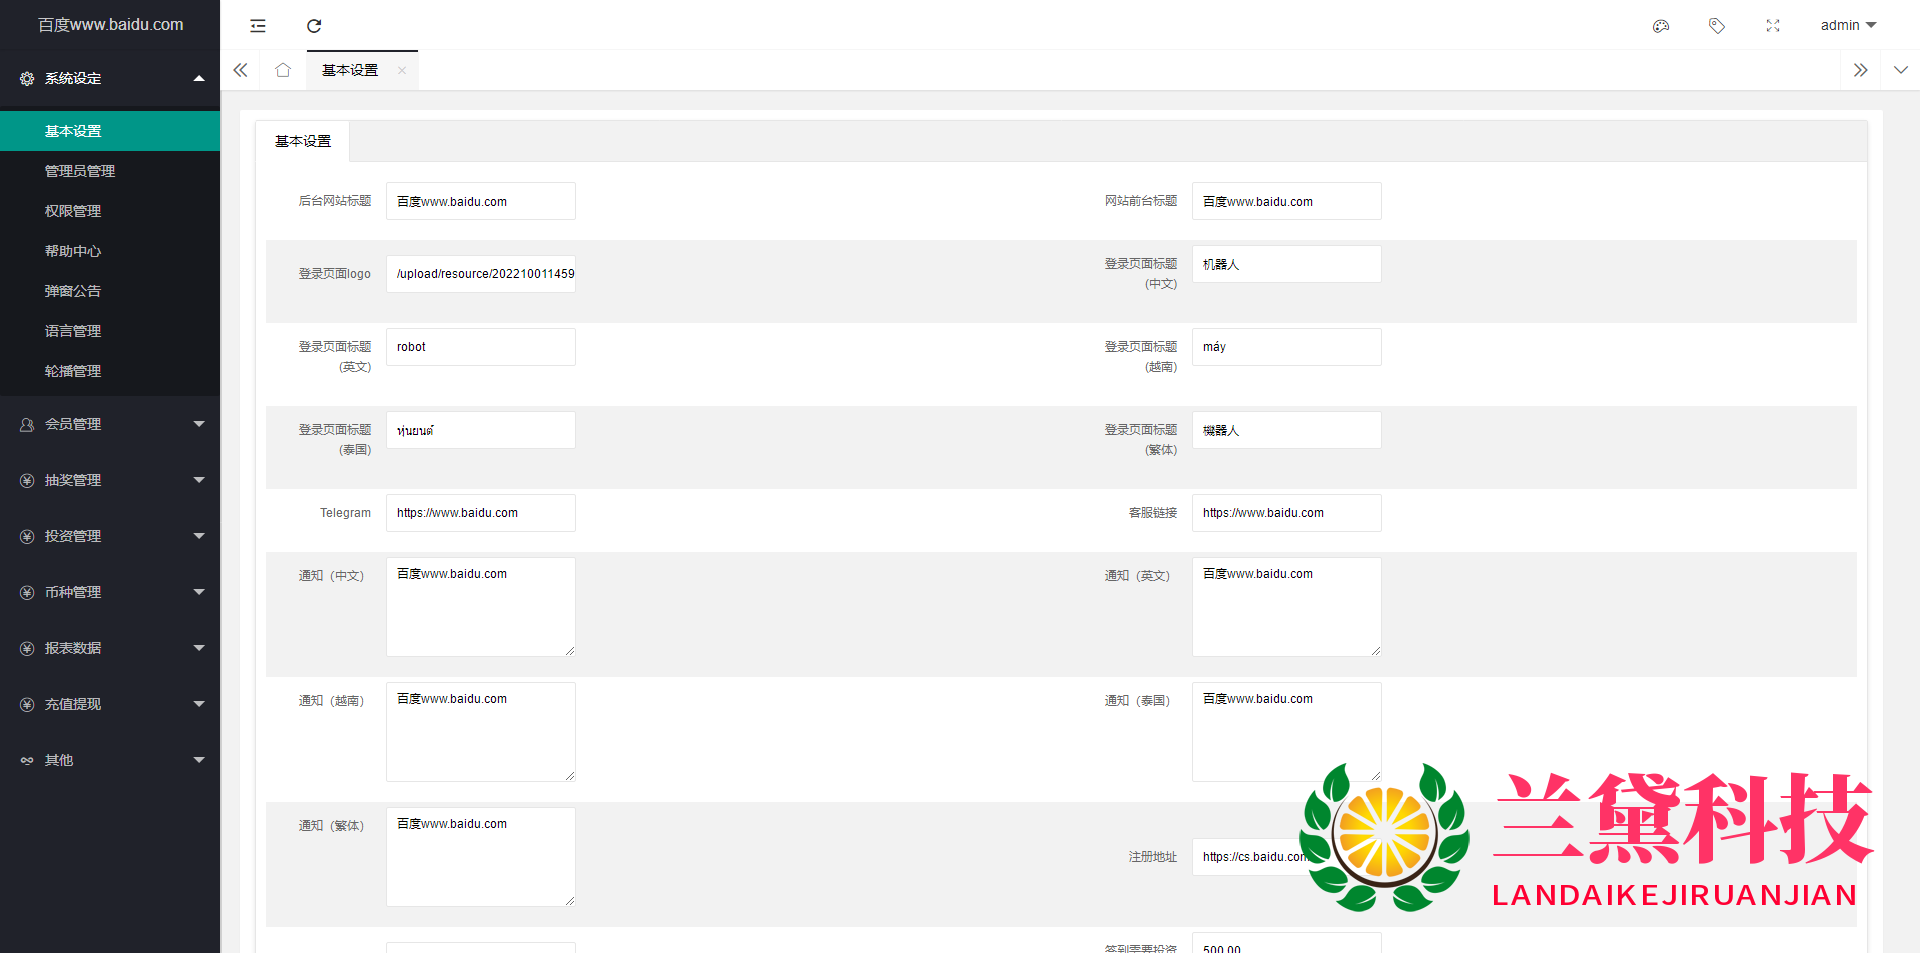 百度www.baidu.com
admin
系统设定
基本设置
基本设置
管理员管理
权限管理
帮助中心
弹窗公告
语言管理
轮播管理
会员管理
抽奖管理
投资管理
币种管理
报表数据
充值提现
其他
基本设置
后台网站标题
百度www.baidu.com
网站前台标题
百度www.baidu.com
登录页面logo
/upload/resource/202210011459
登录页面标题
(中文)
机器人
登录页面标题
(英文)
robot
登录页面标题
(越南)
máy
登录页面标题
(泰国)
หุ่นยนต์
登录页面标题
(繁体)
機器人
Telegram
https://www.baidu.com
客服链接
https://www.baidu.com
通知（中文）
百度www.baidu.com
通知（英文）
百度www.baidu.com
通知（越南）
百度www.baidu.com
通知（泰国）
百度www.baidu.com
通知（繁体）
百度www.baidu.com
注册地址
https://cs.baidu.com
签到需要投资
500.00
兰黛科技
LANDAIKEJIRUANJIAN